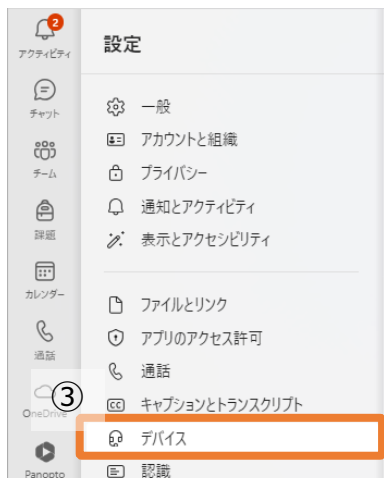 2
アクティビティ
チャット
チーム
課題
カレンダー
通話
③
OneDrive
Panopto
設定
一般
アカウントと組織
プライバシー
通知とアクティビティ
表示とアクセシビリティ
ファイルとリンク
アプリのアクセス許可
通話
CC キャプションとトランスクリプト
デバイス
認識